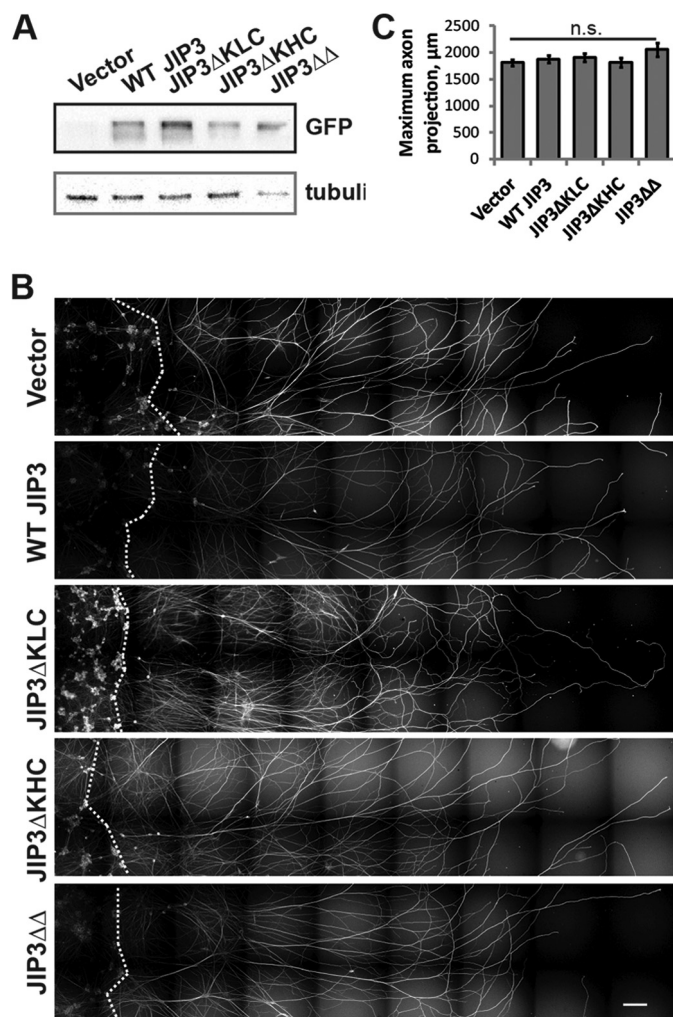 A
Vector
WT JIP3
JIP3ΔKLC
JIP3ΔKHC
JIP3ΔΔ
GFP
tubuli
C
n.s.
Maximum axon
projection, μm
2500
2000
1500
1000
500
0
Vector
WT JIP3
JIP3ΔKLC
JIP3ΔKHC
JIP3ΔΔ
B
Vector
WT JIP3
JIP3ΔKLC
JIP3ΔKHC
JIP3ΔΔ